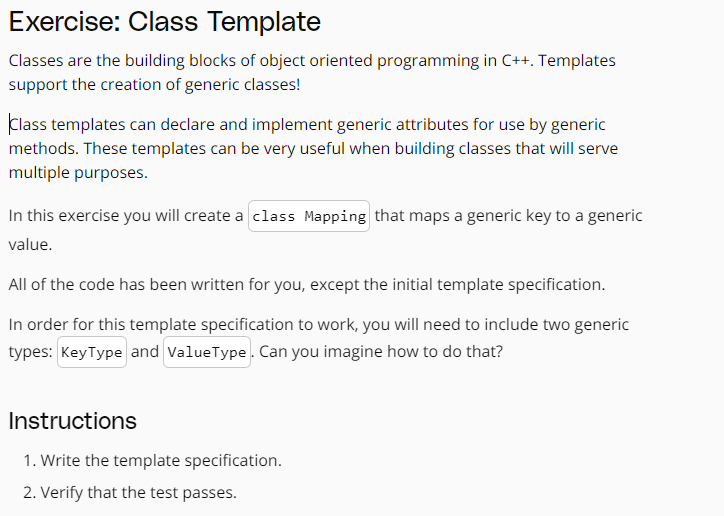 Exercise: Class Template
Classes are the building blocks of object oriented programming in C++. Templates
support the creation of generic classes!
Class templates can declare and implement generic attributes for use by generic
methods. These templates can be very useful when building classes that will serve
multiple purposes.
In this exercise you will create a class Mapping that maps a generic key to a generic
value.
All of the code has been written for you, except the initial template specification.
In order for this template specification to work, you will need to include two generic
types: KeyType and ValueType. Can you imagine how to do that?
Instructions
1. Write the template specification.
2. Verify that the test passes.